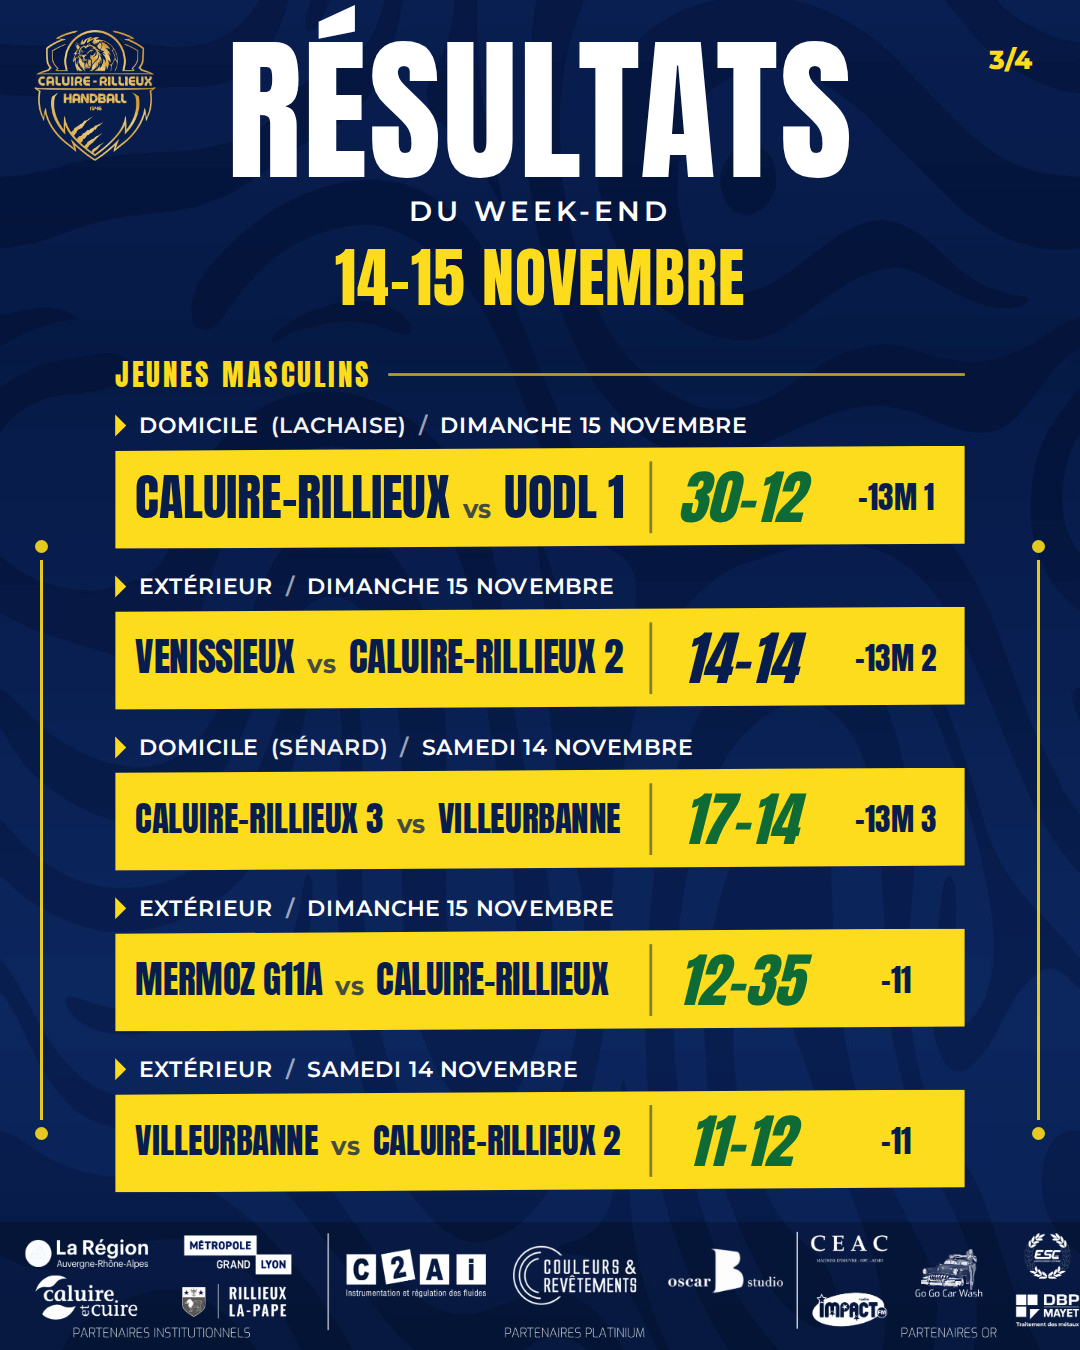 CALUIRE-RILLIEUX
HANDBALL
RÉSULTATS
3/4
DU WEEK-END
14-15 NOVEMBRE
JEUNES MASCULINS
DOMICILE (LACHAISE) / DIMANCHE 15 NOVEMBRE
CALUIRE-RILLIEUX vs UODL 1 30-12 -13M 1
EXTÉRIEUR / DIMANCHE 15 NOVEMBRE
VENISSIEUX vs CALUIRE-RILLIEUX 2 14-14 -13M 2
DOMICILE (SÉNARD) / SAMEDI 14 NOVEMBRE
CALUIRE-RILLIEUX 3 vs VILLEURBANNE 17-14 -13M 3
EXTÉRIEUR / DIMANCHE 15 NOVEMBRE
MERMOZ G11A vs CALUIRE-RILLIEUX 12-35 -11
EXTÉRIEUR / SAMEDI 14 NOVEMBRE
VILLEURBANNE vs CALUIRE-RILLIEUX 2 11-12 -11
La Région
Auvergne-Rhône-Alpes
MÉTROPOLE
GRAND LYON
caluire
et cuire
RILLIEUX
LA-PAPE
PARTENAIRES INSTITUTIONNELS
C2Ai
Instrumentation et régulation des fluides
COULEURS &
REVÊTEMENTS
oscar B studio
PARTENAIRES PLATINIUM
CEAC
radio
IMPACT FM
Go Go Car Wash
ESC
DBP
MAYET
Traitement des métaux
PARTENAIRES OR